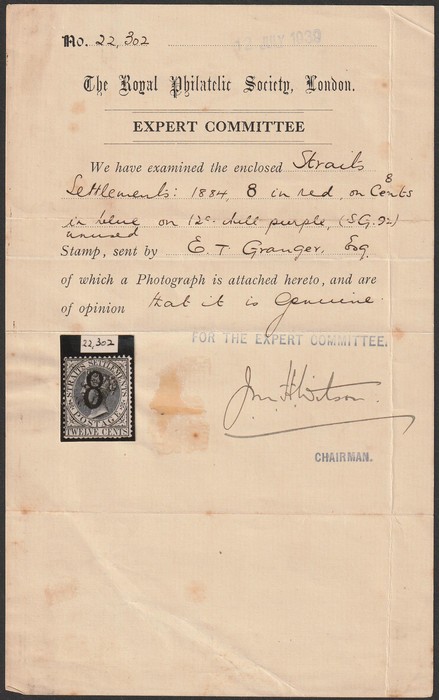 No. 22,302
12 JULY 1939
The Royal Philatelic Society, London.
EXPERT COMMITTEE
We have examined the enclosed Straits
Settlements: 1884, 8 in red, on 8 Cents
in blue on 12c. dull purple, (S.G. 72)
unused
Stamp, sent by E. T. Granger, Esq
of which a Photograph is attached hereto, and are
of opinion that it is Genuine.
FOR THE EXPERT COMMITTEE.
22,302
STRAITS SETTLEMENTS
8
POSTAGE
TWELVE CENTS
Jn. H. Wilson.
CHAIRMAN.